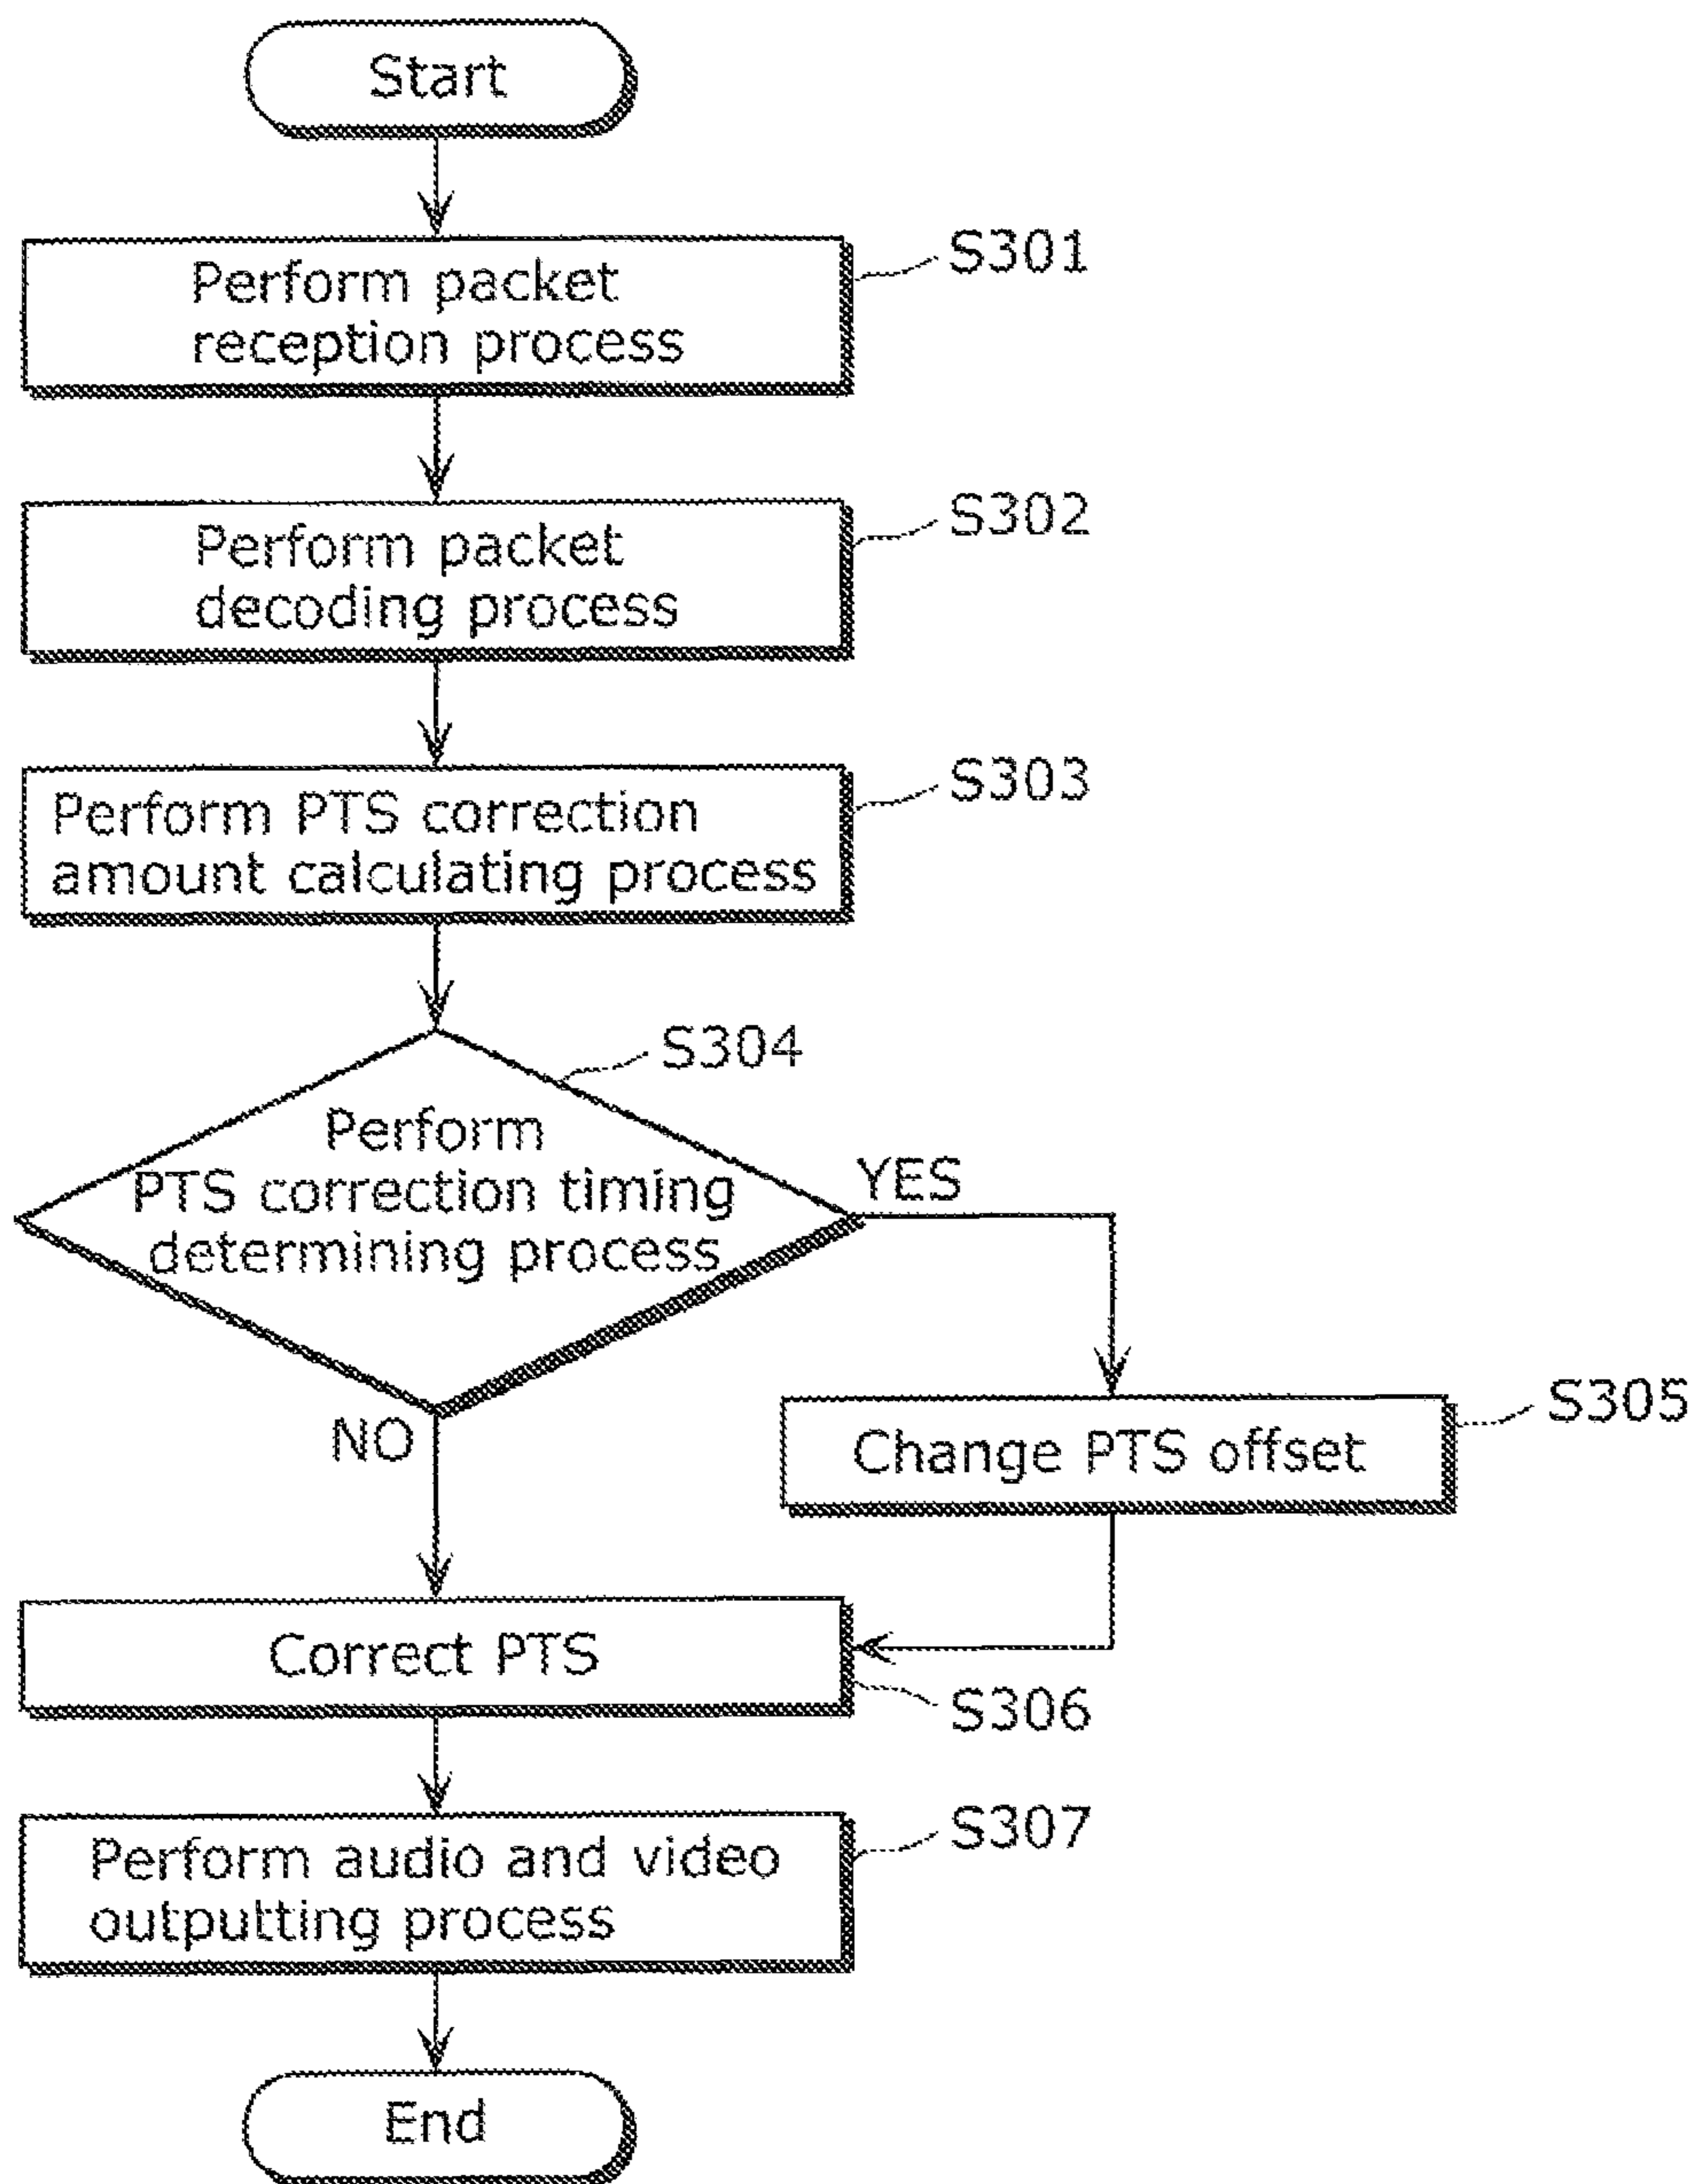 Start
Perform packet
reception process
S301
Perform packet
decoding process
S302
Perform PTS correction
amount calculating process
S303
S304
Perform
PTS correction timing
determining process
YES
NO
Change PTS offset
S305
Correct PTS
S306
Perform audio and video
outputting process
S307
End